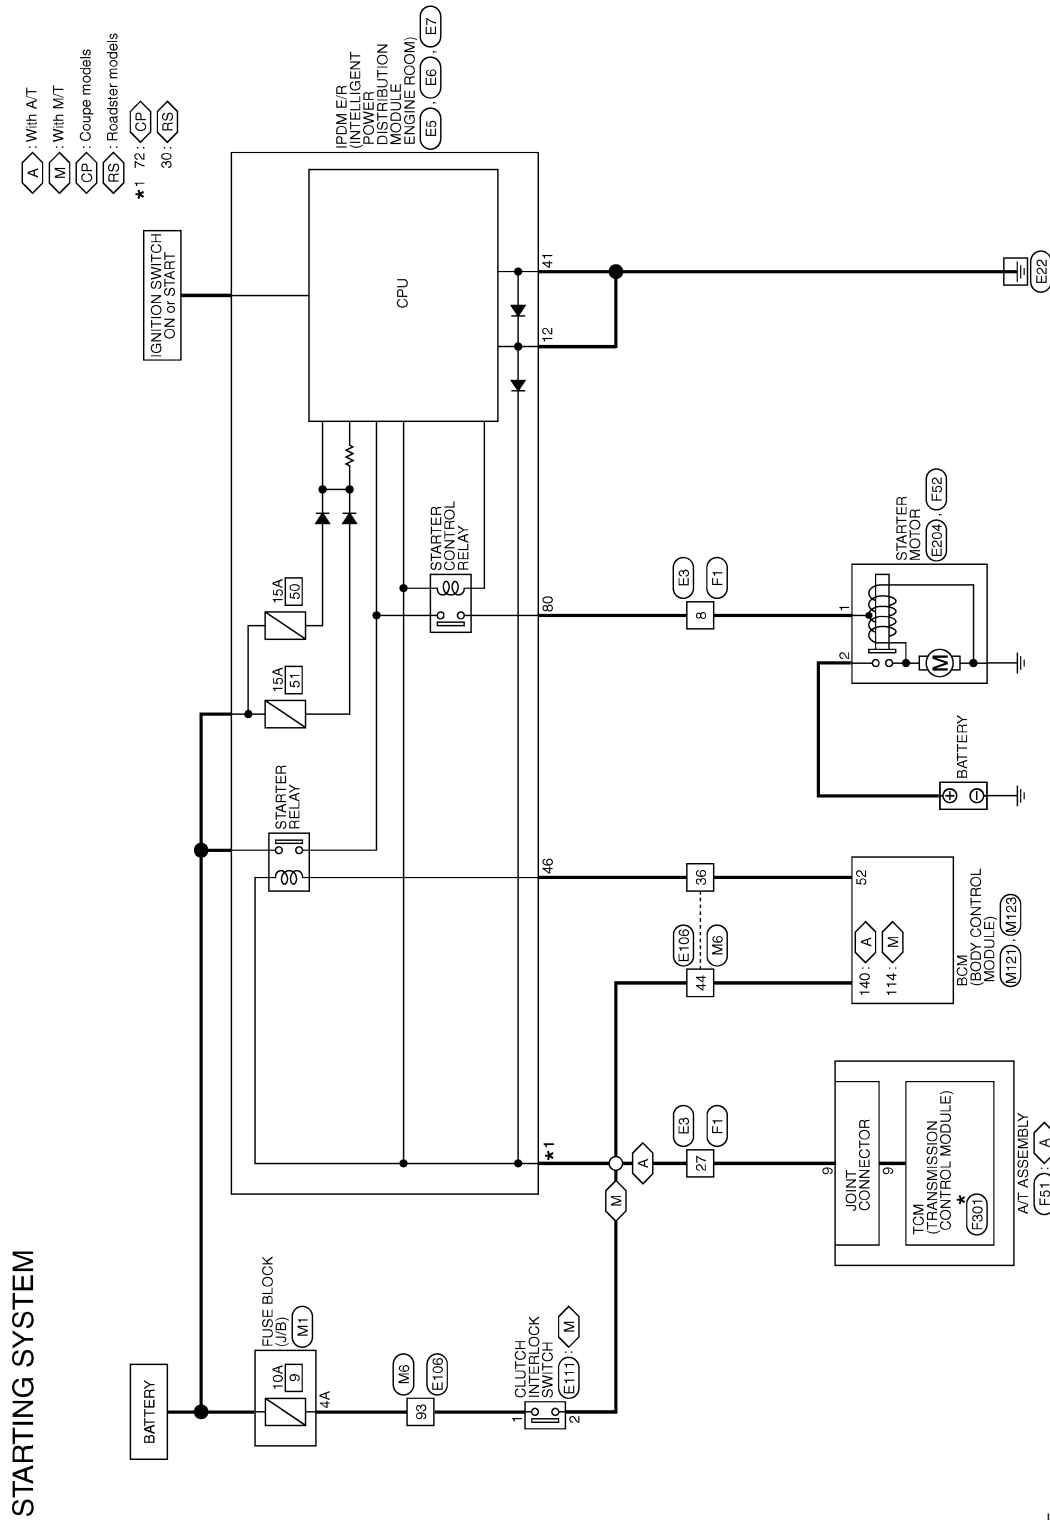 STARTING SYSTEM
A : With A/T
M : With M/T
CP : Coupe models
RS : Roadster models
*1 72 : CP
30 : RS
BATTERY
IGNITION SWITCH
ON or START
FUSE BLOCK
(J/B)
M1
10A
9
4A
M6
93
E106
CLUTCH
INTERLOCK
SWITCH
E111 : M
1
2
STARTER
RELAY
15A
51
15A
50
IPDM E/R
(INTELLIGENT
POWER
DISTRIBUTION
MODULE
ENGINE ROOM)
E5 , E6 , E7
CPU
STARTER
CONTROL
RELAY
*1
46
80
12
41
M
A
E3
27
F1
E106
44
M6
36
E3
8
F1
9
JOINT
CONNECTOR
9
TCM
(TRANSMISSION
CONTROL MODULE)
*
F301
A/T ASSEMBLY
F51 : A
140 : A
114 : M
52
BCM
(BODY CONTROL
MODULE)
M121 , M123
BATTERY
2
1
M
STARTER
MOTOR
E204 , F52
E22